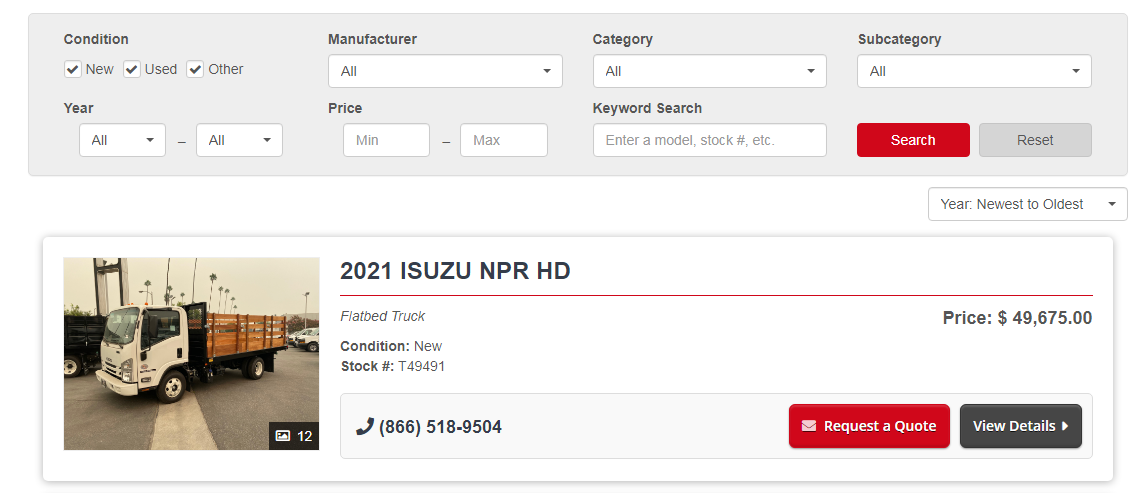 Condition
New Used Other
Manufacturer
All
Category
All
Subcategory
All
Year
All – All
Price
Min – Max
Keyword Search
Enter a model, stock #, etc.
Search
Reset
Year: Newest to Oldest
2021 ISUZU NPR HD
Flatbed Truck
Price: $ 49,675.00
Condition: New
Stock #: T49491
12
(866) 518-9504
Request a Quote
View Details